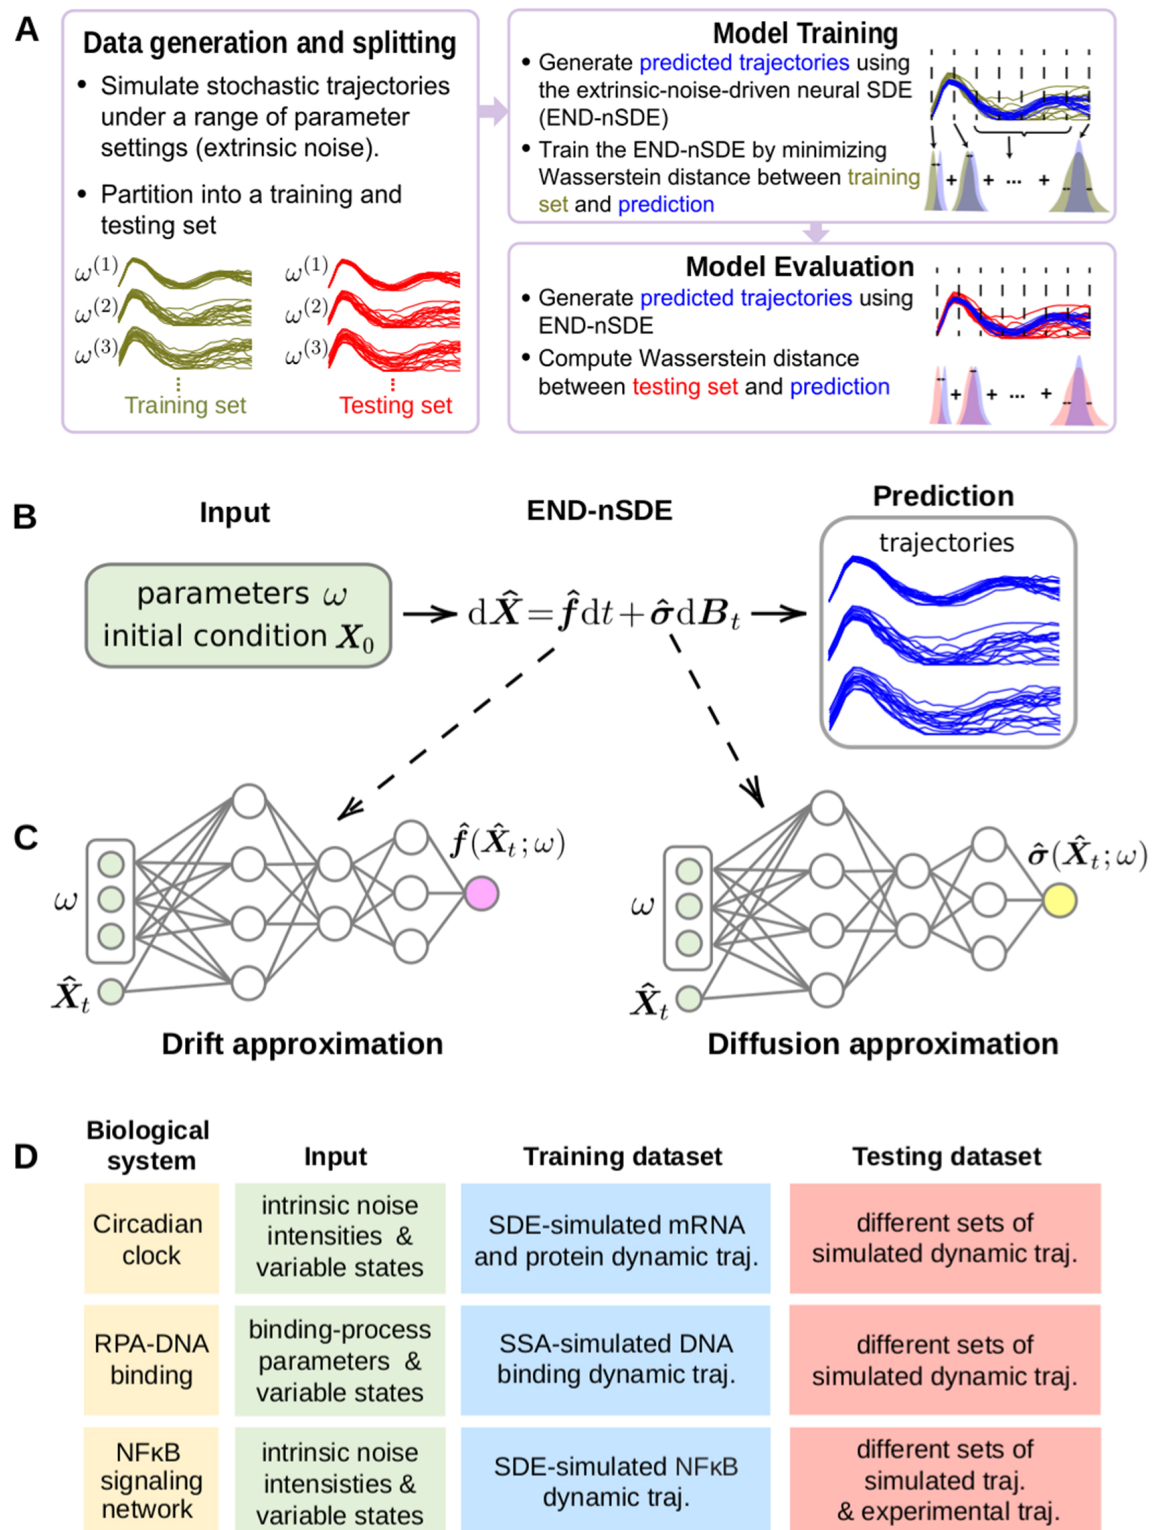 A
Data generation and splitting
• Simulate stochastic trajectories
under a range of parameter
settings (extrinsic noise).
• Partition into a training and
testing set
ω(1)
ω(2)
ω(3)
Training set
ω(1)
ω(2)
ω(3)
Testing set
Model Training
• Generate predicted trajectories using
the extrinsic-noise-driven neural SDE
(END-nSDE)
• Train the END-nSDE by minimizing
Wasserstein distance between training
set and prediction
+ + ... +
Model Evaluation
• Generate predicted trajectories using
END-nSDE
• Compute Wasserstein distance
between testing set and prediction
+ + ... +
B
Input
END-nSDE
Prediction
parameters ω
initial condition X₀
dX̂ = f̂dt + σ̂dBₜ
trajectories
C
ω
X̂ₜ
f̂(X̂ₜ; ω)
Drift approximation
ω
X̂ₜ
σ̂(X̂ₜ; ω)
Diffusion approximation
D
Biological
system
Input
Training dataset
Testing dataset
Circadian
clock
intrinsic noise
intensities &
variable states
SDE-simulated mRNA
and protein dynamic traj.
different sets of
simulated dynamic traj.
RPA-DNA
binding
binding-process
parameters &
variable states
SSA-simulated DNA
binding dynamic traj.
different sets of
simulated dynamic traj.
NFκB
signaling
network
intrinsic noise
intensisties &
variable states
SDE-simulated NFκB
dynamic traj.
different sets of
simulated traj.
& experimental traj.